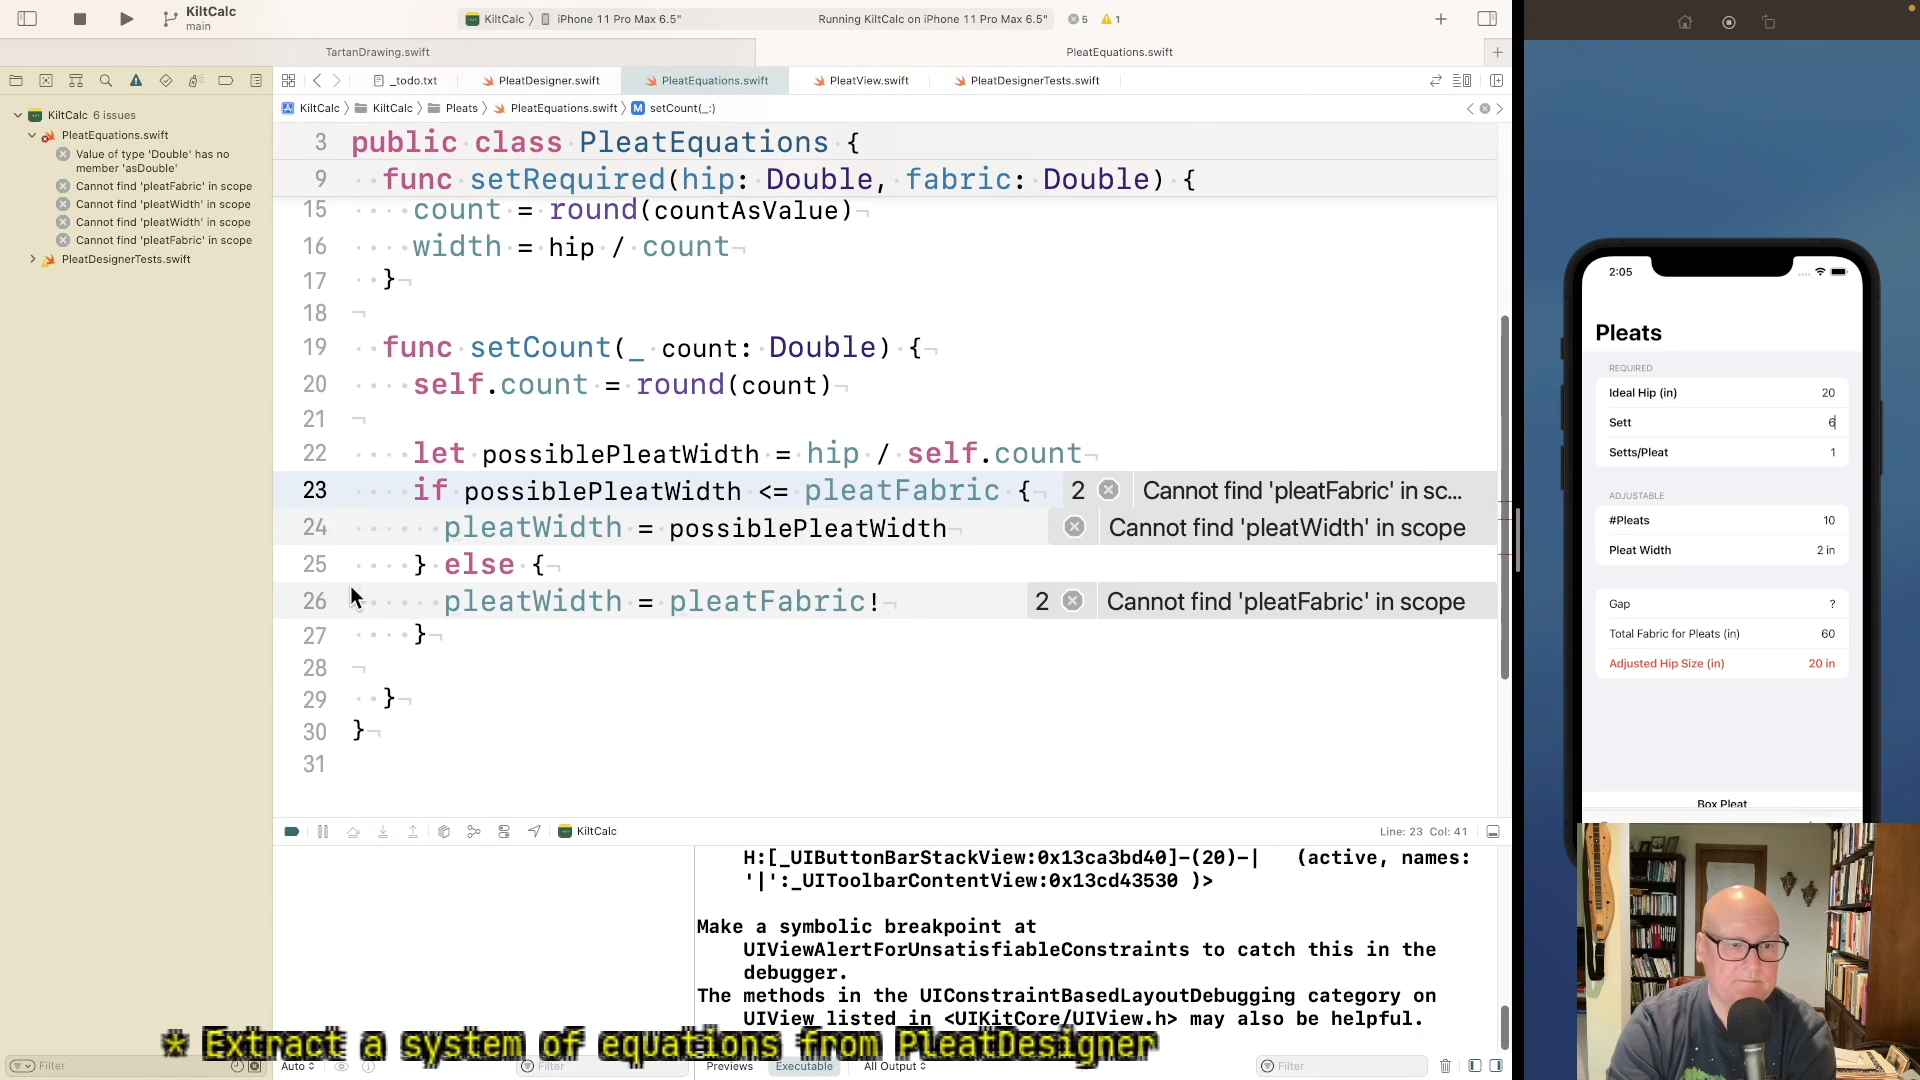 KiltCalc
main
KiltCalc 〉 iPhone 11 Pro Max 6.5"
Running KiltCalc on iPhone 11 Pro Max 6.5"
5
1
TartanDrawing.swift
PleatEquations.swift
_todo.txt
PleatDesigner.swift
PleatEquations.swift
PleatView.swift
PleatDesignerTests.swift
KiltCalc 〉 KiltCalc 〉 Pleats 〉 PleatEquations.swift 〉 M setCount(_:)
KiltCalc 6 issues
PleatEquations.swift
Value of type 'Double' has no
member 'asDouble'
Cannot find 'pleatFabric' in scope
Cannot find 'pleatWidth' in scope
Cannot find 'pleatWidth' in scope
Cannot find 'pleatFabric' in scope
PleatDesignerTests.swift
3 public class PleatEquations {
9 func setRequired(hip: Double, fabric: Double) {
15 count = round(countAsValue)
16 width = hip / count
17 }
18
19 func setCount(_ count: Double) {
20 self.count = round(count)
21
22 let possiblePleatWidth = hip / self.count
23 if possiblePleatWidth <= pleatFabric { 2 Cannot find 'pleatFabric' in sc...
24 pleatWidth = possiblePleatWidth Cannot find 'pleatWidth' in scope
25 } else {
26 pleatWidth = pleatFabric! 2 Cannot find 'pleatFabric' in scope
27 }
28
29 }
30 }
31
KiltCalc
Line: 23 Col: 41
H:[_UIButtonBarStackView:0x13ca3bd40]-(20)-| (active, names:
'|':_UIToolbarContentView:0x13cd43530 )>
Make a symbolic breakpoint at
UIViewAlertForUnsatisfiableConstraints to catch this in the
debugger.
The methods in the UIConstraintBasedLayoutDebugging category on
UIView listed in <UIKitCore/UIView.h> may also be helpful.
* Extract a system of equations from PleatDesigner
Filter
Auto
Filter
Previews
Executable
All Output
Filter
2:05
Pleats
REQUIRED
Ideal Hip (in) 20
Sett 6
Setts/Pleat 1
ADJUSTABLE
#Pleats 10
Pleat Width 2 in
Gap ?
Total Fabric for Pleats (in) 60
Adjusted Hip Size (in) 20 in
Box Pleat